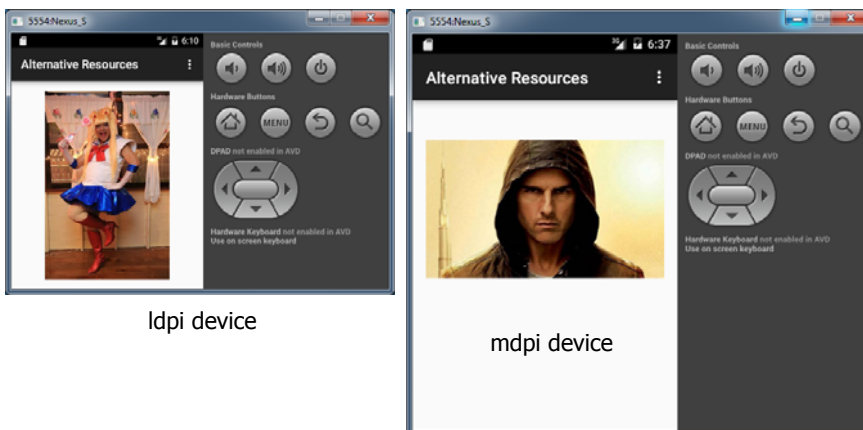 5554:Nexus_S
6:10
Alternative Resources
Basic Controls
Hardware Buttons
MENU
DPAD not enabled in AVD
Hardware Keyboard not enabled in AVD
Use on screen keyboard
ldpi device
5554:Nexus_S
3G 6:37
Alternative Resources
Basic Controls
Hardware Buttons
MENU
DPAD not enabled in AVD
Hardware Keyboard not enabled in AVD
Use on screen keyboard
mdpi device